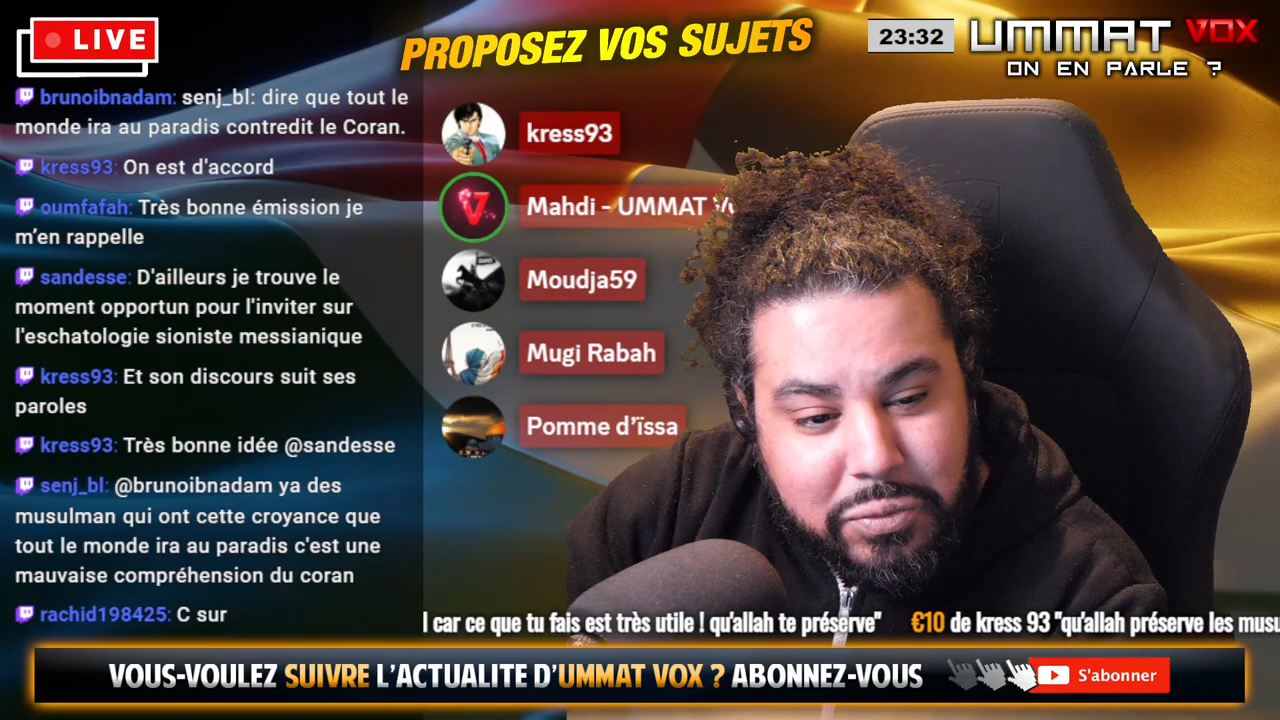 LIVE
PROPOSEZ VOS SUJETS
23:32
UMMAT VOX
ON EN PARLE ?
brunoibnadam: senj_bl: dire que tout le
monde ira au paradis contredit le Coran.
kress93: On est d'accord
oumfafah: Très bonne émission je
m'en rappelle
sandesse: D'ailleurs je trouve le
moment opportun pour l'inviter sur
l'eschatologie sioniste messianique
kress93: Et son discours suit ses
paroles
kress93: Très bonne idée @sandesse
senj_bl: @brunoibnadam ya des
musulman qui ont cette croyance que
tout le monde ira au paradis c'est une
mauvaise compréhension du coran
rachid198425: C sur
kress93
Mahdi - UMMAT
Moudja59
Mugi Rabah
Pomme d'ïssa
car ce que tu fais est très utile ! qu'allah te préserve" €10 de kress 93 "qu'allah préserve les musu
VOUS-VOULEZ SUIVRE L'ACTUALITE D'UMMAT VOX ? ABONNEZ-VOUS
S'abonner